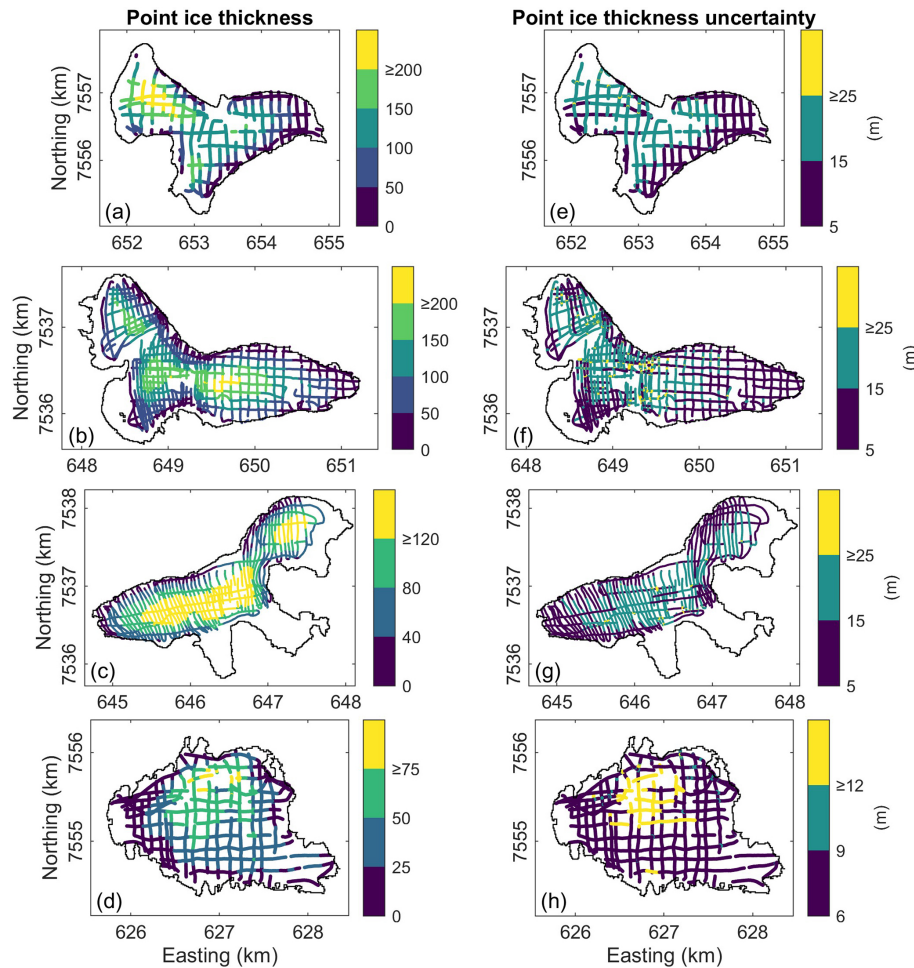 Point ice thickness
Point ice thickness uncertainty
Northing (km)
7557
7556
(a)
652 653 654 655
≥200
150
100
50
0
(e)
652 653 654 655
≥25
15
5
(m)
Northing (km)
7537
7536
(b)
648 649 650 651
≥200
150
100
50
0
(f)
648 649 650 651
≥25
15
5
(m)
Northing (km)
7538
7537
7536
(c)
645 646 647 648
≥120
80
40
0
(g)
645 646 647 648
≥25
15
5
(m)
Northing (km)
7556
7555
(d)
626 627 628
Easting (km)
≥75
50
25
0
(h)
626 627 628
Easting (km)
≥12
9
6
(m)